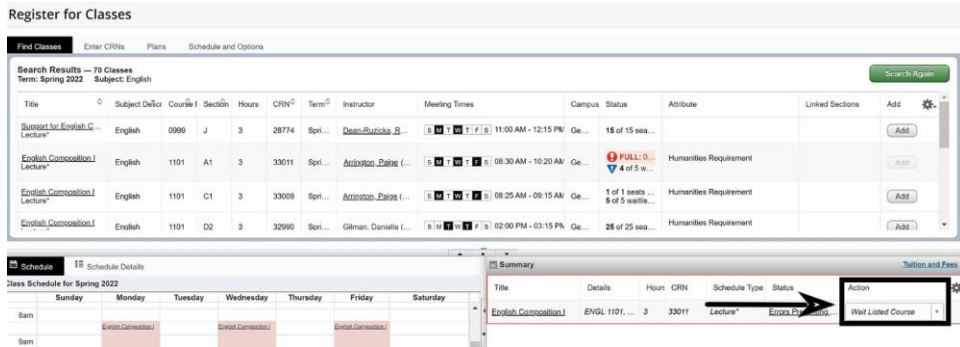 Register for Classes
Find Classes Enter CRNs Plans Schedule and Options
Search Results — 70 Classes
Term: Spring 2022 Subject: English
Search Again
Title Subject Descr Course Section Hours CRN Term Instructor Meeting Times Campus Status Attribute Linked Sections Add
Support for English C... English 0999 J 3 28774 Spri... Dean-Ruzicka, R... S M T W T F S 11:00 AM - 12:15 PM Ge... 15 of 15 sea... Add
Lecture*
English Composition I English 1101 A1 3 33011 Spri... Arrington, Paige (... S M T W T F S 08:30 AM - 10:20 AM Ge... FULL: 0... Humanities Requirement Add
Lecture* 4 of 5 w...
English Composition I English 1101 C1 3 33009 Spri... Arrington, Paige (... S M T W T F S 08:25 AM - 09:15 AM Ge... 1 of 1 seats ... Humanities Requirement Add
Lecture* 5 of 5 waitlis...
English Composition I English 1101 D2 3 32990 Spri... Gilman, Danielle (... S M T W T F S 02:00 PM - 03:15 PM Ge... 25 of 25 sea... Humanities Requirement Add
Schedule Schedule Details
Class Schedule for Spring 2022
Sunday Monday Tuesday Wednesday Thursday Friday Saturday
8am
English Composition I English Composition I English Composition I
9am
Summary Tuition and Fees
Title Details Hours CRN Schedule Type Status Action
English Composition I ENGL 1101, ... 3 33011 Lecture* Errors Wait Listed Course